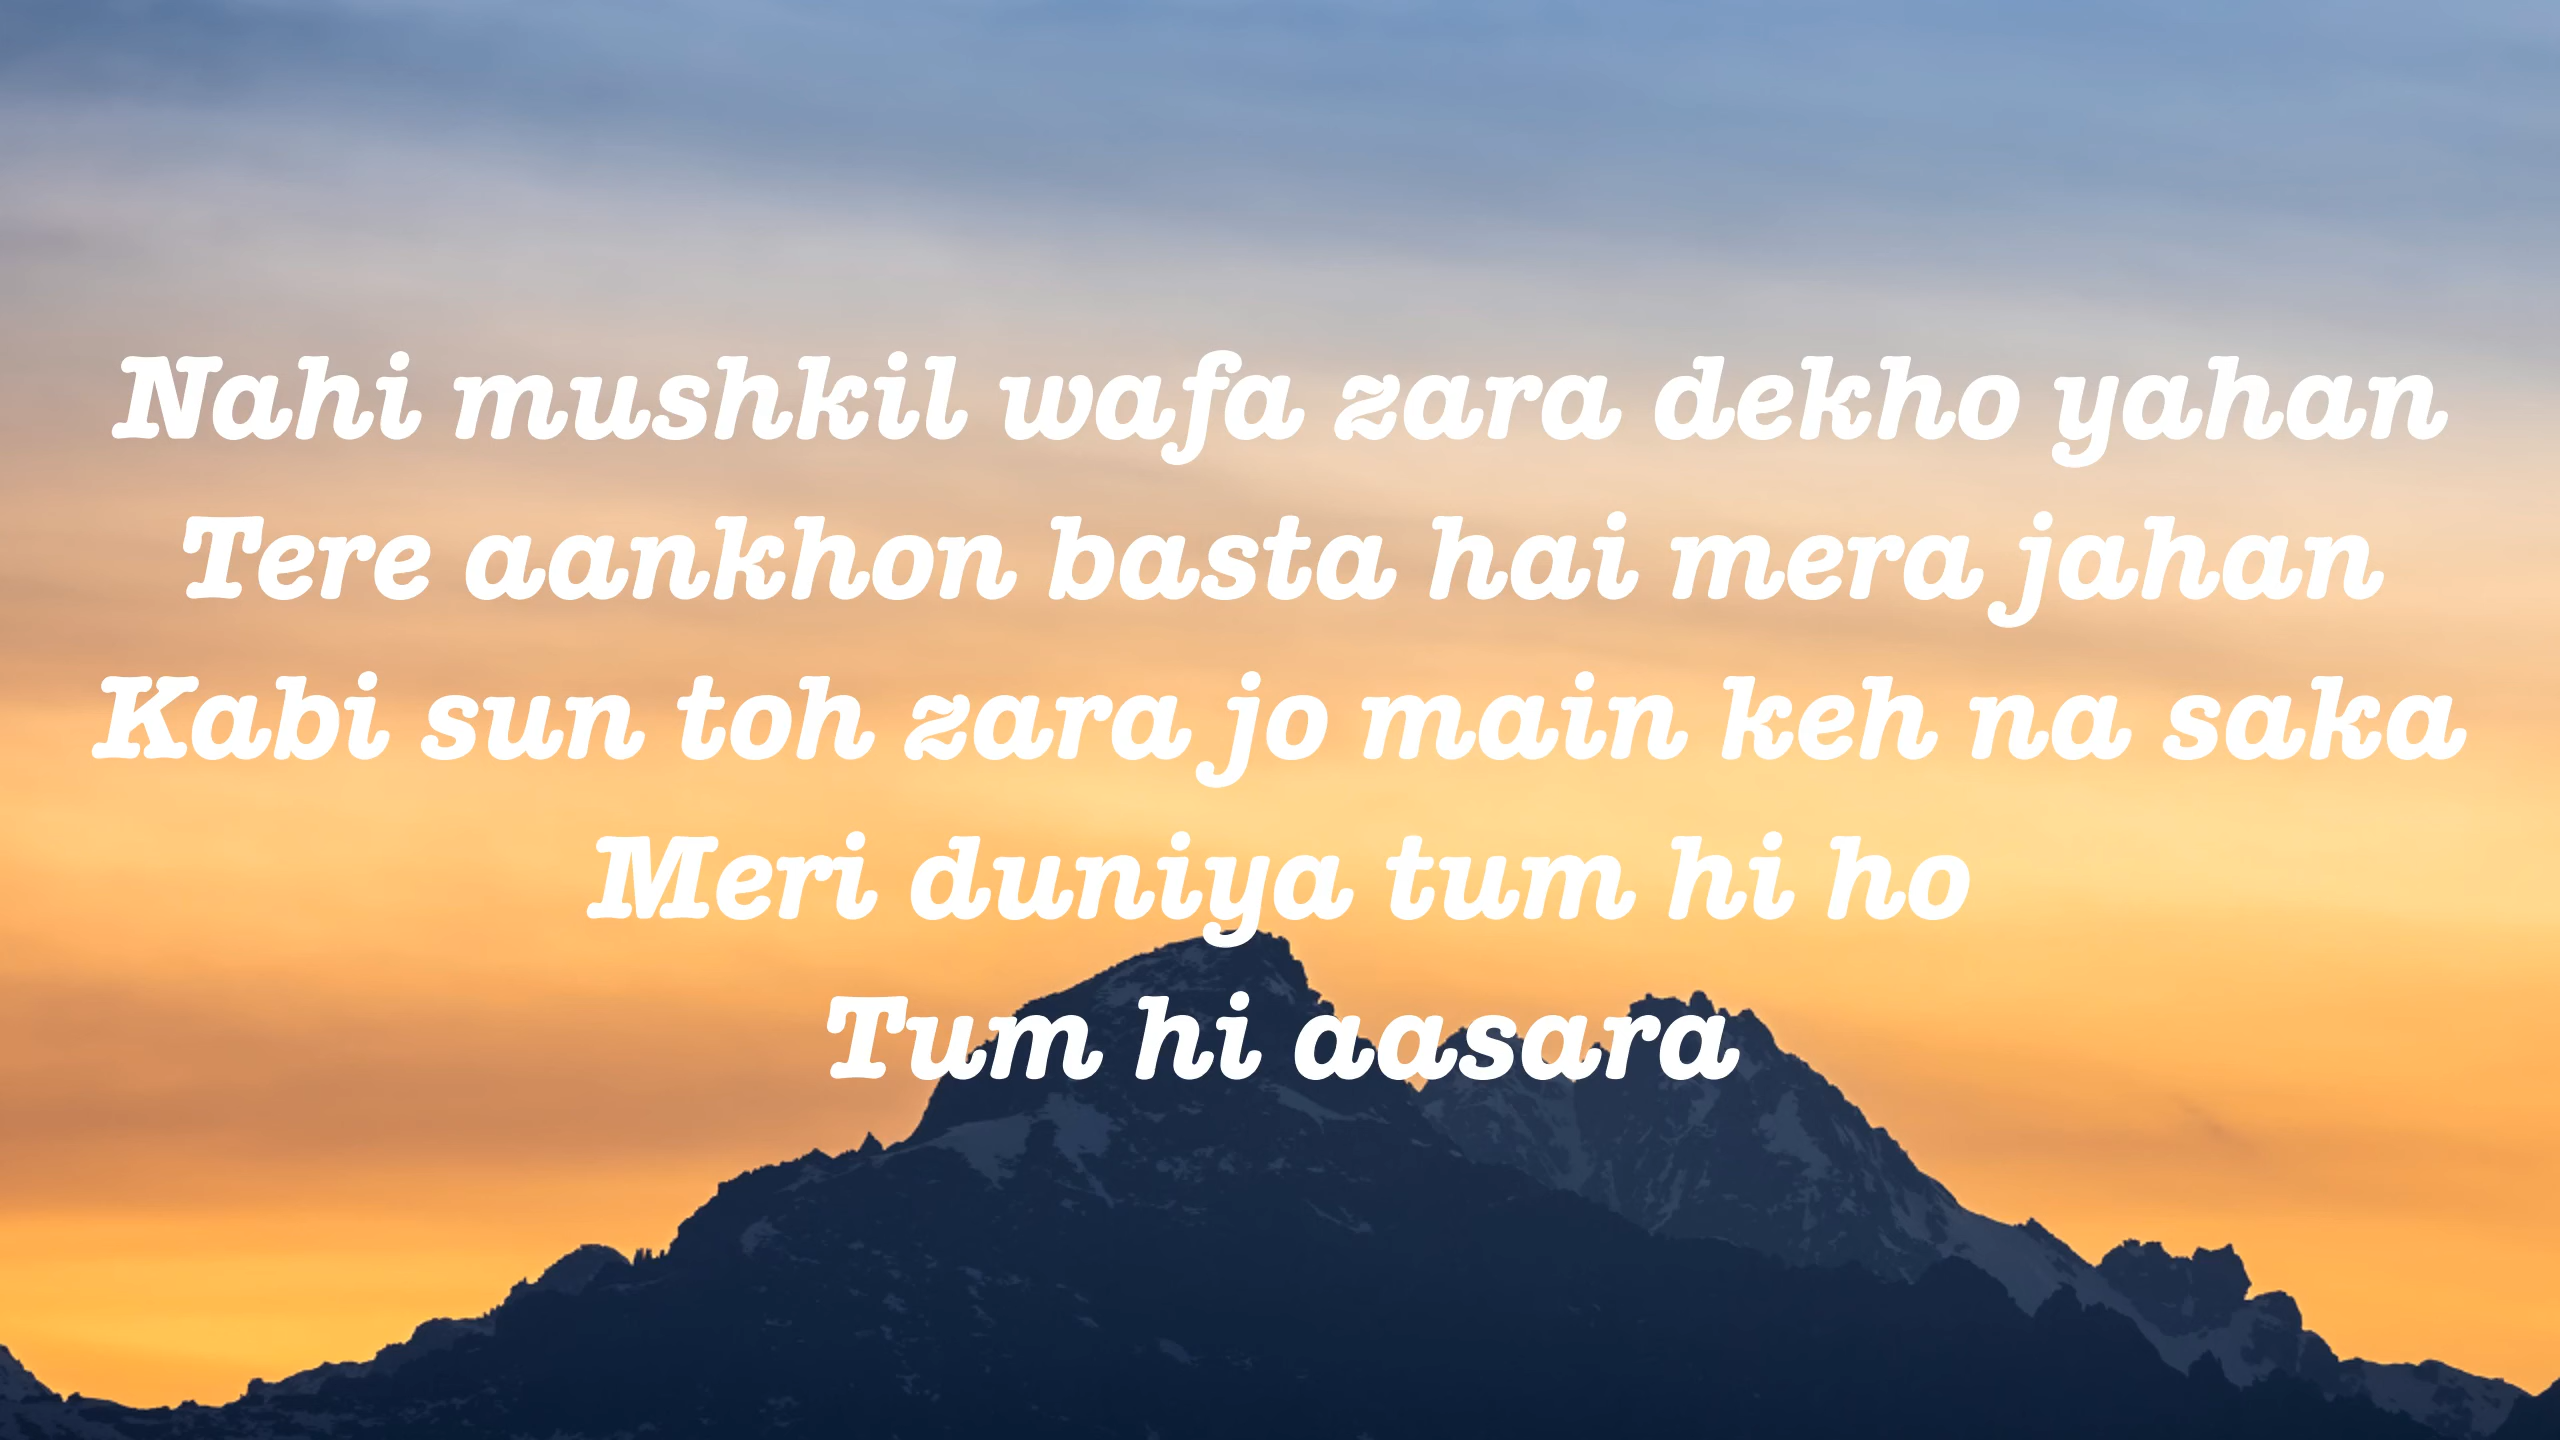 Nahi mushkil wafa zara dekho yahan
Tere aankhon basta hai mera jahan
Kabi sun toh zara jo main keh na saka
Meri duniya tum hi ho
Tum hi aasara